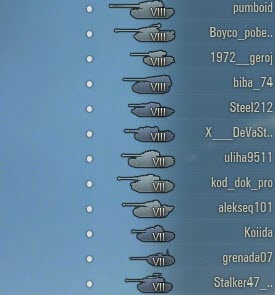 VIII pumboid
VIII Boyco_pobe..
VIII 1972__geroj
VIII biba_74
VIII Steel212
VIII X___DeVaSt..
VII uliha9511
VII kod_dok_pro
VII alekseq101
VII Koiida
VII grenada07
VII Stalker47_..